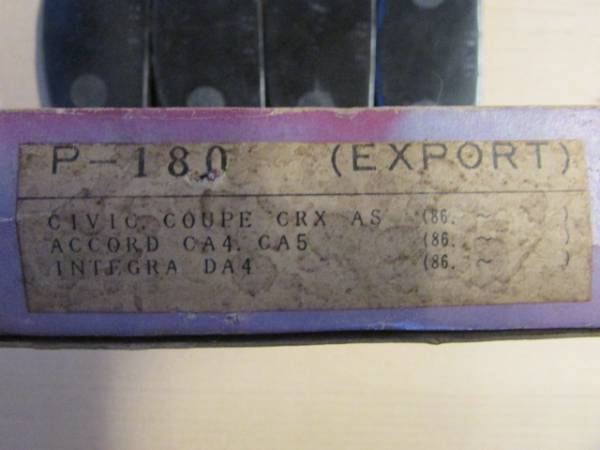 P-180 (EXPORT)
CIVIC. COUPE CRX AS (86. ~ )
ACCORD CA4. CA5 (86. ~ )
INTEGRA DA4 (86. ~ )